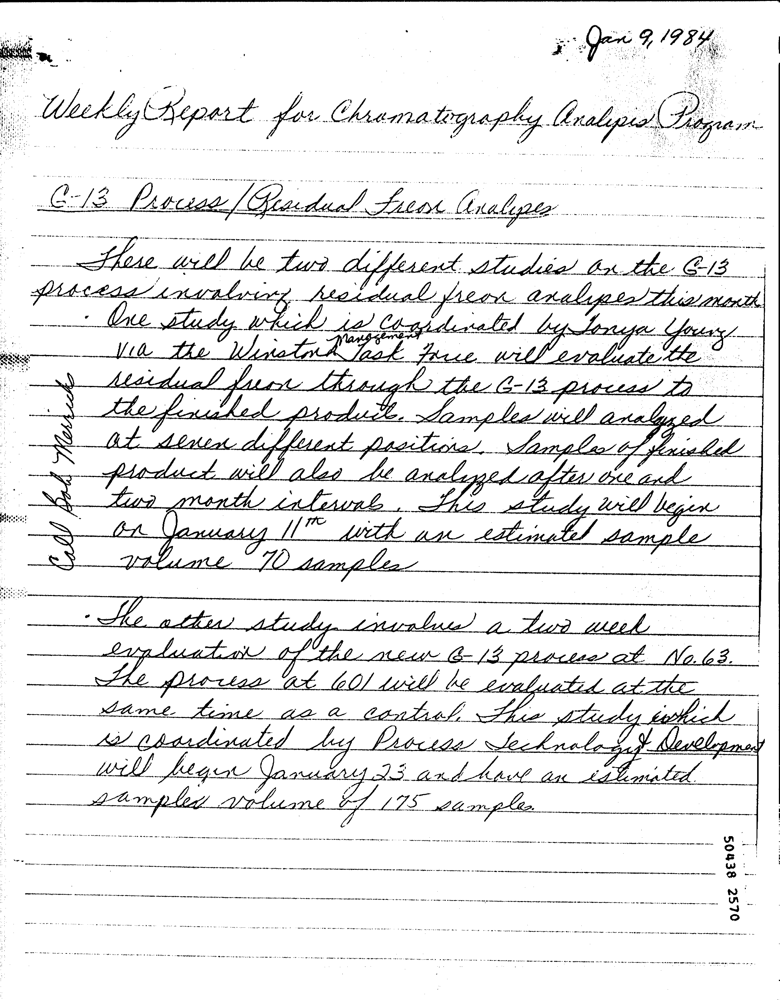 Jan 9, 1984
Weekly Report for Chromatography Analysis Program
G-13 Process/Residual Freon Analyses
There will be two different studies on the G-13
process involving residual freon analyses this month
· One study which is coordinated by Tonya Young
Management
via the Winston Task Force will evaluate the
residual freon through the G-13 process to
the finished product. Samples will analyzed
at seven different positions. Samples of finished
product will also be analyzed after one and
two month intervals. This study will begin
on January 11th with an estimated sample
volume 70 samples
Call Bob
· The other study involves a two week
evaluation of the new G-13 process at No. 63.
The process at 601 will be evaluated at the
same time as a control. This study which
is coordinated by Process Technology & Development
will begin January 23 and have an estimated
samples volume of 175 samples
50438 2570